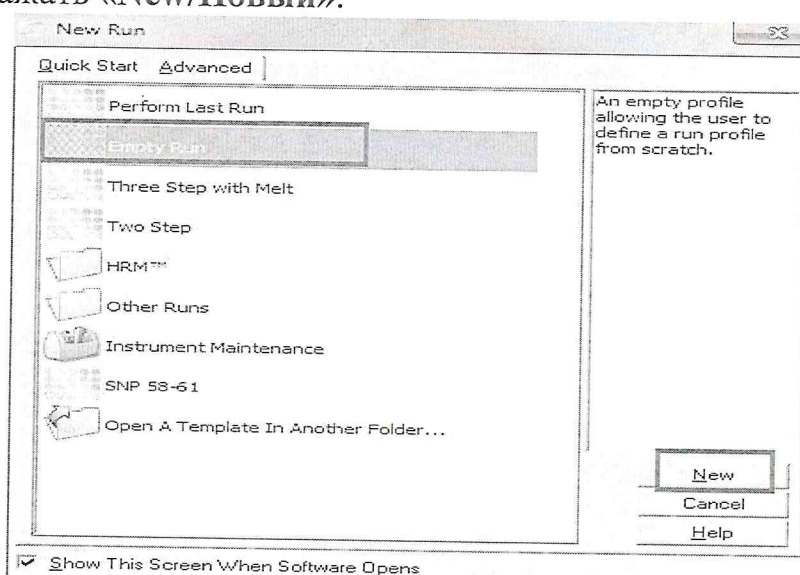 «New/Новый».
New Run
Quick Start Advanced
Perform Last Run
Empty Run
Three Step with Melt
Two Step
HRM™
Other Runs
Instrument Maintenance
SNP 58-61
Open A Template In Another Folder...
An empty profile
allowing the user to
define a run profile
from scratch.
New
Cancel
Help
Show This Screen When Software Opens